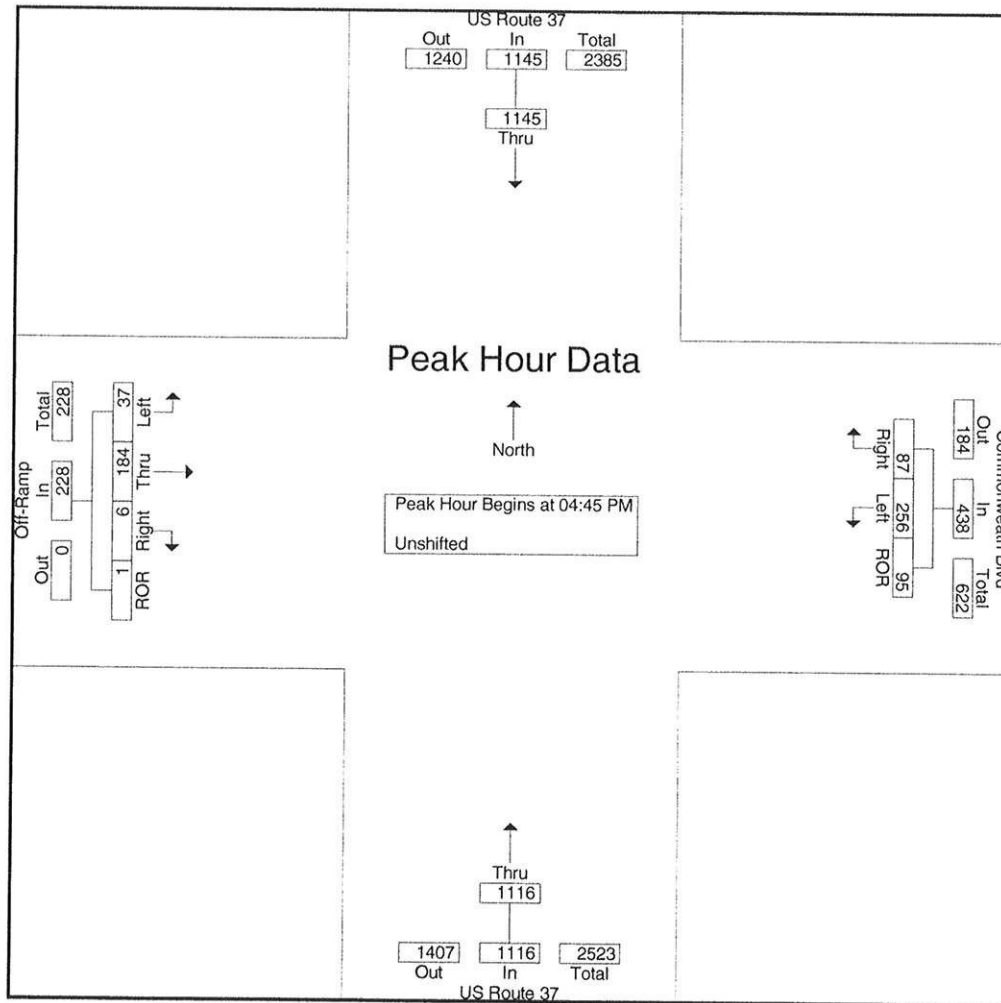 US Route 37
Out In Total
1240 1145 2385
1145
Thru
Peak Hour Data
North
Peak Hour Begins at 04:45 PM
Unshifted
Off-Ramp
Out In Total
0 228 228
37 184 6 1
Left Thru Right ROR
Out In Total
184 438 622
Right Left ROR
87 256 95
Thru
1116
1407 1116 2523
Out In Total
US Route 37